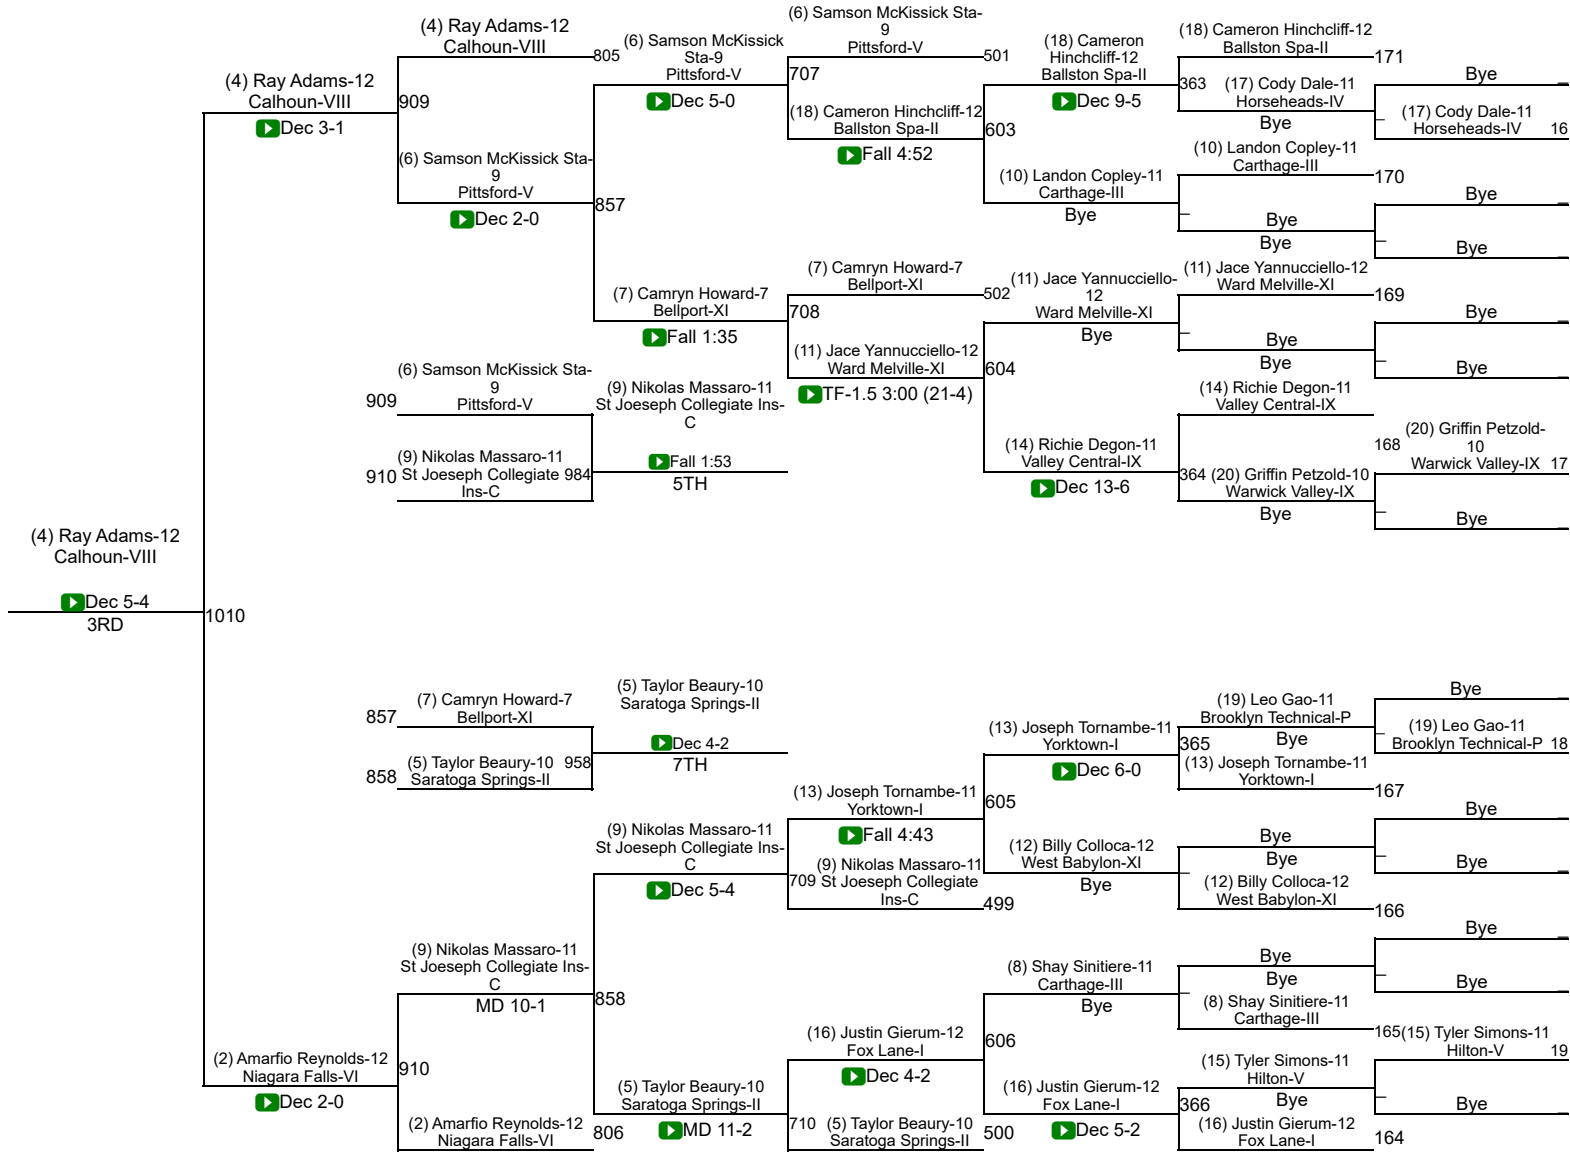 (4) Ray Adams-12
Calhoun-VIII
805
(6) Samson McKissick
Sta-9
Pittsford-V
(6) Samson McKissick Sta-
9
Pittsford-V
501
(18) Cameron
Hinchcliff-12
Ballston Spa-II
(18) Cameron Hinchcliff-12
Ballston Spa-II
171
Bye
(4) Ray Adams-12
Calhoun-VIII
Dec 3-1
909
Dec 5-0
707
(18) Cameron Hinchcliff-12
Ballston Spa-II
Fall 4:52
Dec 9-5
603
363
(17) Cody Dale-11
Horseheads-IV
Bye
(17) Cody Dale-11
Horseheads-IV
16
(6) Samson McKissick Sta-
9
Pittsford-V
Dec 2-0
857
(10) Landon Copley-11
Carthage-III
Bye
(10) Landon Copley-11
Carthage-III
170
Bye
Bye
Bye
Bye
(7) Camryn Howard-7
Bellport-XI
Fall 1:35
(7) Camryn Howard-7
Bellport-XI
502
708
(11) Jace Yannucciello-12
Ward Melville-XI
TF-1.5 3:00 (21-4)
(11) Jace Yannucciello-
12
Ward Melville-XI
Bye
604
(11) Jace Yannucciello-12
Ward Melville-XI
169
Bye
Bye
Bye
Bye
(6) Samson McKissick Sta-
9
Pittsford-V
909
(9) Nikolas Massaro-11
St Joeseph Collegiate Ins-
C
(14) Richie Degon-11
Valley Central-IX
910
(9) Nikolas Massaro-11
St Joeseph Collegiate
Ins-C
984
Fall 1:53
5TH
(14) Richie Degon-11
Valley Central-IX
Dec 13-6
364
(20) Griffin Petzold-10
Warwick Valley-IX
Bye
168
(20) Griffin Petzold-
10
Warwick Valley-IX
17
Bye
(4) Ray Adams-12
Calhoun-VIII
Dec 5-4
3RD
1010
857
(7) Camryn Howard-7
Bellport-XI
(5) Taylor Beaury-10
Saratoga Springs-II
858
(5) Taylor Beaury-10
Saratoga Springs-II
958
Dec 4-2
7TH
(13) Joseph Tornambe-11
Yorktown-I
Dec 6-0
(19) Leo Gao-11
Brooklyn Technical-P
365
Bye
(13) Joseph Tornambe-11
Yorktown-I
167
Bye
(19) Leo Gao-11
Brooklyn Technical-P
18
(9) Nikolas Massaro-11
St Joeseph Collegiate Ins-
C
Dec 5-4
(13) Joseph Tornambe-11
Yorktown-I
Fall 4:43
605
709
(9) Nikolas Massaro-11
St Joeseph Collegiate
Ins-C
499
(12) Billy Colloca-12
West Babylon-XI
Bye
Bye
Bye
(12) Billy Colloca-12
West Babylon-XI
166
Bye
Bye
(9) Nikolas Massaro-11
St Joeseph Collegiate Ins-
C
MD 10-1
858
(8) Shay Sinitiere-11
Carthage-III
Bye
Bye
Bye
(8) Shay Sinitiere-11
Carthage-III
165
Bye
Bye
(2) Amarfio Reynolds-12
Niagara Falls-VI
Dec 2-0
910
(2) Amarfio Reynolds-12
Niagara Falls-VI
806
(5) Taylor Beaury-10
Saratoga Springs-II
MD 11-2
(16) Justin Gierum-12
Fox Lane-I
Dec 4-2
606
710
(5) Taylor Beaury-10
Saratoga Springs-II
500
(16) Justin Gierum-12
Fox Lane-I
Dec 5-2
(15) Tyler Simons-11
Hilton-V
366
Bye
(16) Justin Gierum-12
Fox Lane-I
164
(15) Tyler Simons-11
Hilton-V
19
Bye